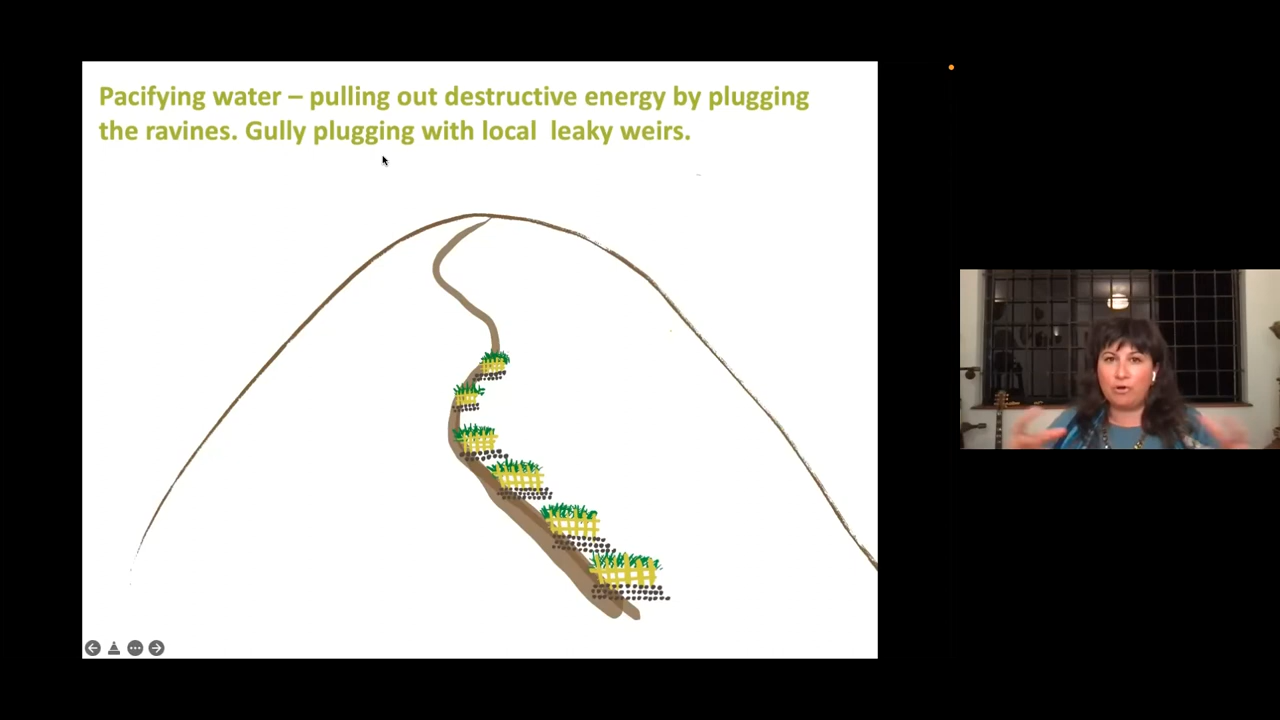 Pacifying water – pulling out destructive energy by plugging
the ravines. Gully plugging with local  leaky weirs.